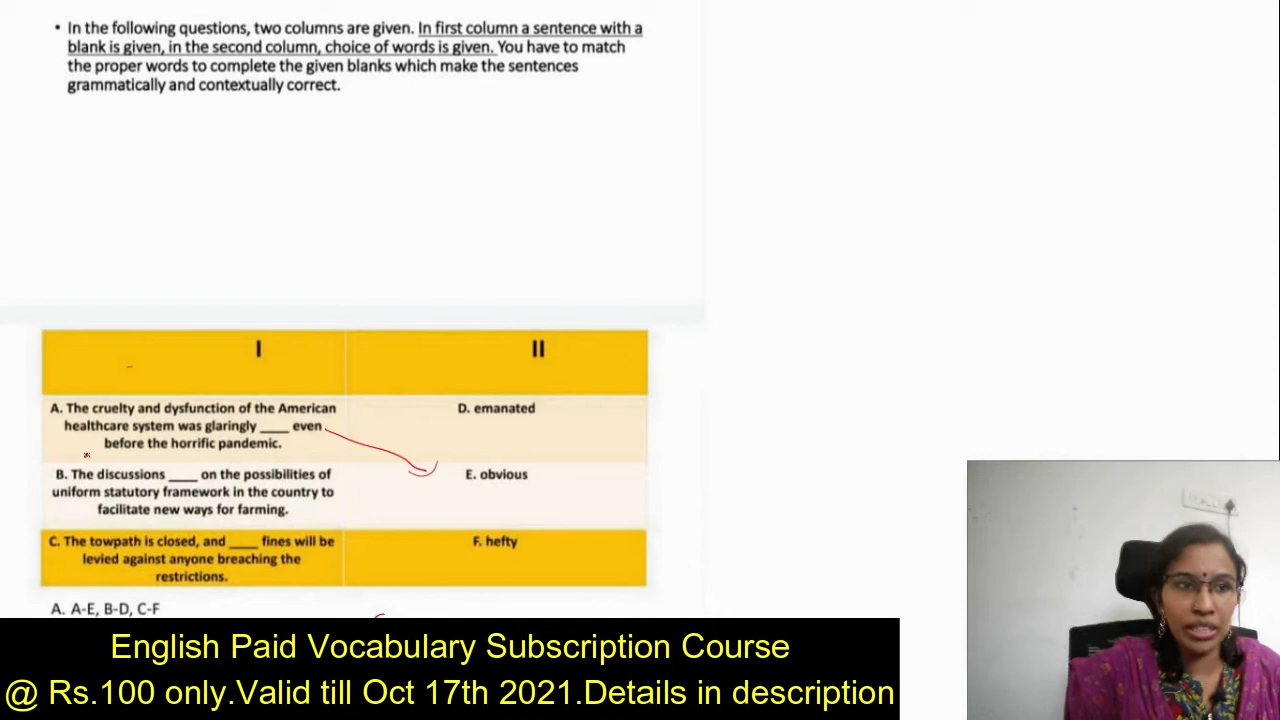 • In the following questions, two columns are given. In first column a sentence with a
blank is given, in the second column, choice of words is given. You have to match
the proper words to complete the given blanks which make the sentences
grammatically and contextually correct.
I
II
A. The cruelty and dysfunction of the American
healthcare system was glaringly ____ even
before the horrific pandemic.
D. emanated
B. The discussions ____ on the possibilities of
uniform statutory framework in the country to
facilitate new ways for farming.
E. obvious
C. The towpath is closed, and ____ fines will be
levied against anyone breaching the
restrictions.
F. hefty
A. A-E, B-D, C-F
English Paid Vocabulary Subscription Course
@ Rs.100 only.Valid till Oct 17th 2021.Details in description